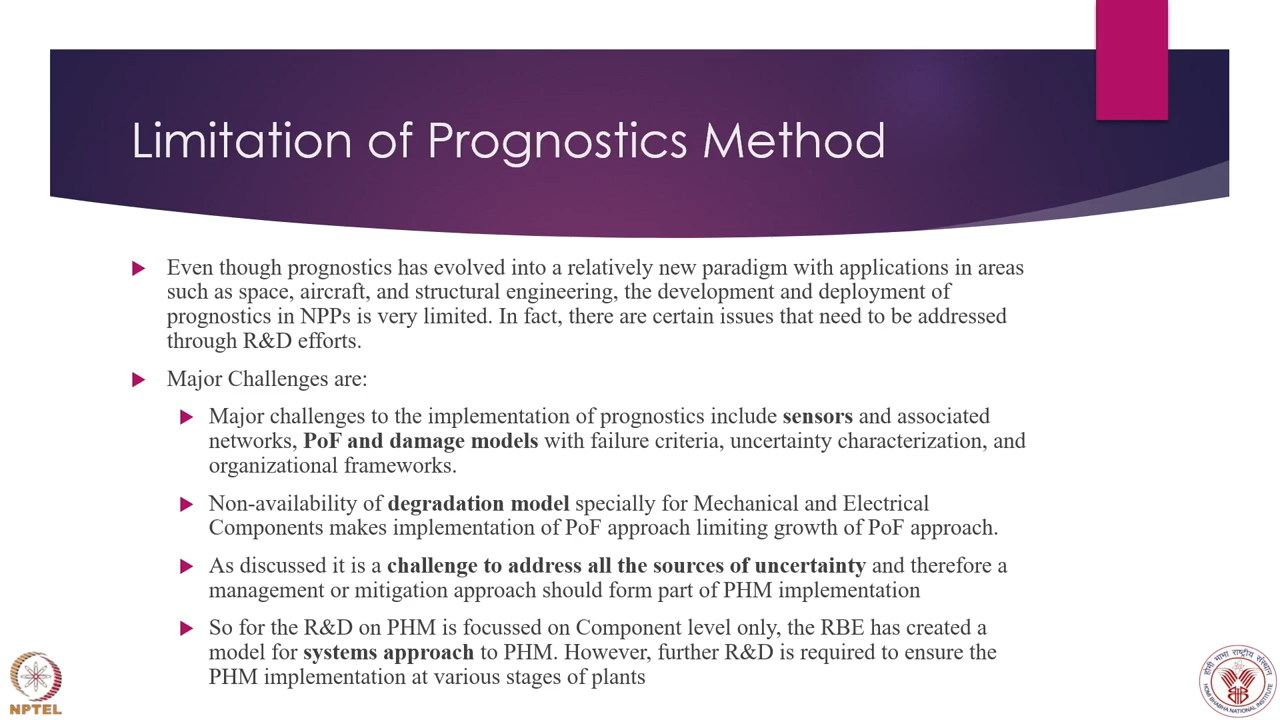 Limitation of Prognostics Method
Even though prognostics has evolved into a relatively new paradigm with applications in areas
such as space, aircraft, and structural engineering, the development and deployment of
prognostics in NPPs is very limited. In fact, there are certain issues that need to be addressed
through R&D efforts.
Major Challenges are:
Major challenges to the implementation of prognostics include sensors and associated
networks, PoF and damage models with failure criteria, uncertainty characterization, and
organizational frameworks.
Non-availability of degradation model specially for Mechanical and Electrical
Components makes implementation of PoF approach limiting growth of PoF approach.
As discussed it is a challenge to address all the sources of uncertainty and therefore a
management or mitigation approach should form part of PHM implementation
So for the R&D on PHM is focussed on Component level only, the RBE has created a
model for systems approach to PHM. However, further R&D is required to ensure the
PHM implementation at various stages of plants
NPTEL
होमी भाभा राष्ट्रीय संस्थान
HOMI BHABHA NATIONAL INSTITUTE